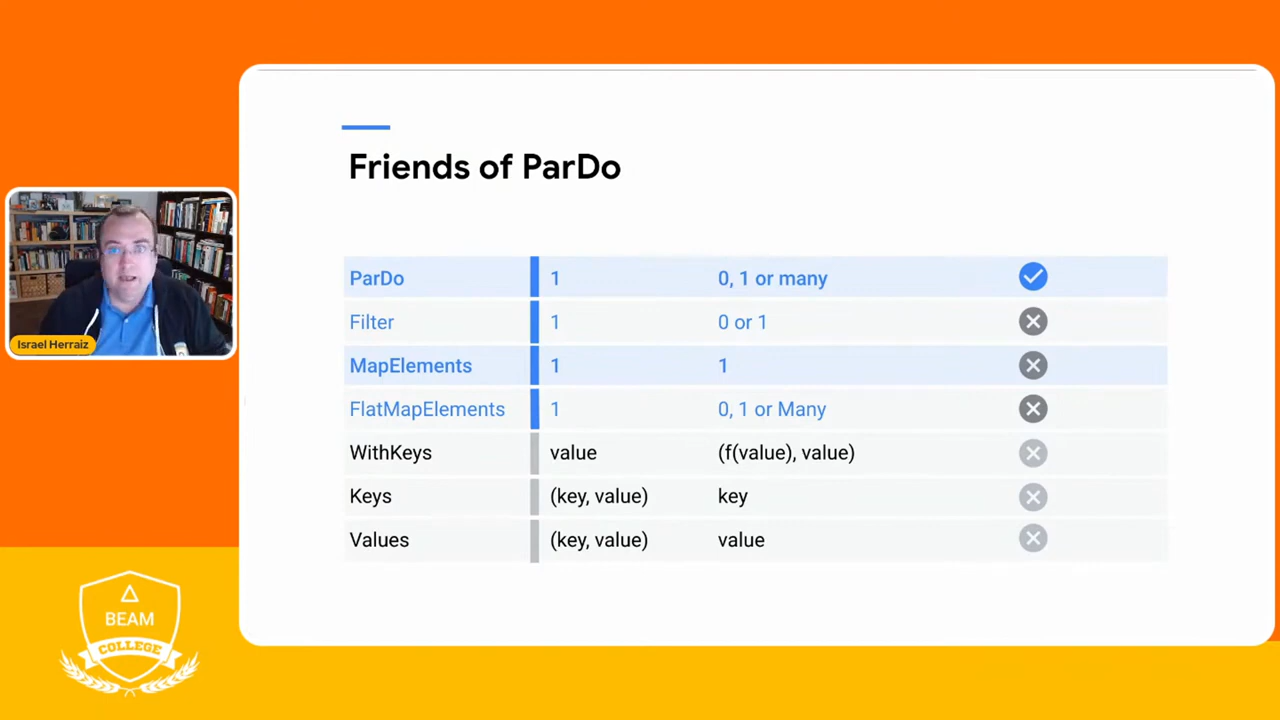 Friends of ParDo
ParDo 1 0, 1 or many
Filter 1 0 or 1
MapElements 1 1
FlatMapElements 1 0, 1 or Many
WithKeys value (f(value), value)
Keys (key, value) key
Values (key, value) value
Israel Herraiz
BEAM
COLLEGE